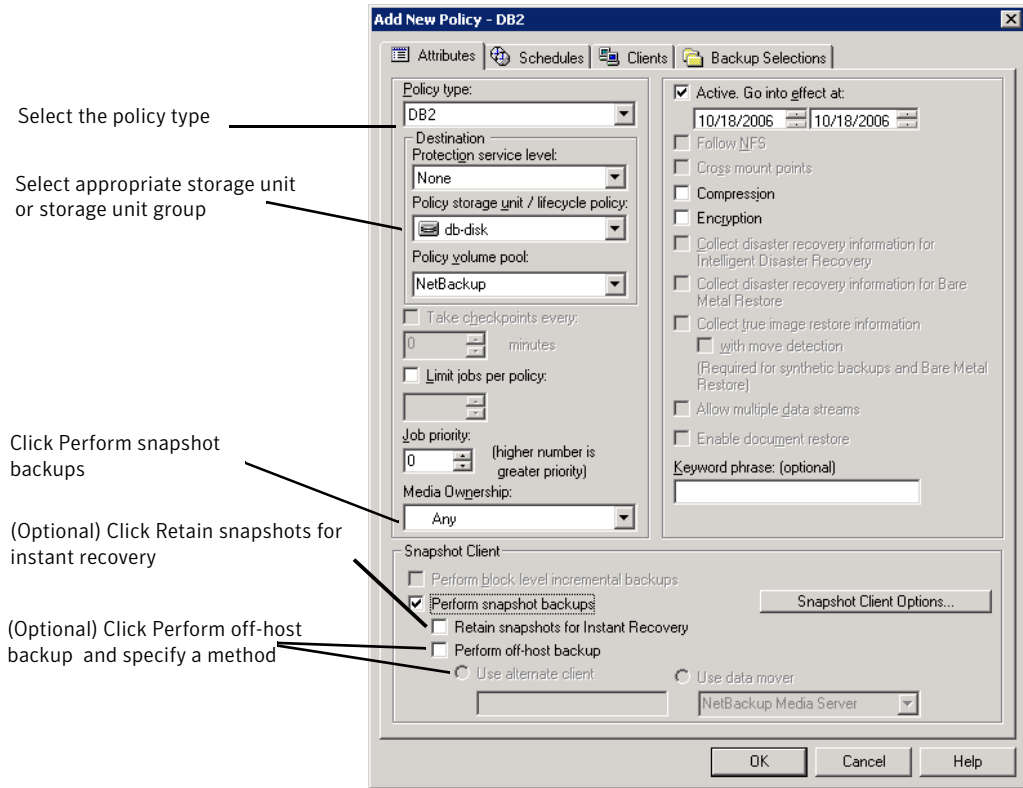 Add New Policy - DB2
Attributes
Schedules
Clients
Backup Selections
Select the policy type
Select appropriate storage unit
or storage unit group
Click Perform snapshot
backups
(Optional) Click Retain snapshots for
instant recovery
(Optional) Click Perform off-host
backup and specify a method
Policy type:
DB2
Destination
Protection service level:
None
Policy storage unit / lifecycle policy:
db-disk
Policy volume pool:
NetBackup
Take checkpoints every:
0 minutes
Limit jobs per policy:
Job priority:
0 (higher number is
greater priority)
Media Ownership:
Any
Active. Go into effect at:
10/18/2006 10/18/2006
Follow NFS
Cross mount points
Compression
Encryption
Collect disaster recovery information for
Intelligent Disaster Recovery
Collect disaster recovery information for Bare
Metal Restore
Collect true image restore information
with move detection
(Required for synthetic backups and Bare Metal
Restore)
Allow multiple data streams
Enable document restore
Keyword phrase: (optional)
Snapshot Client
Perform block level incremental backups
Perform snapshot backups
Snapshot Client Options...
Retain snapshots for Instant Recovery
Perform off-host backup
Use alternate client
Use data mover
NetBackup Media Server
OK
Cancel
Help